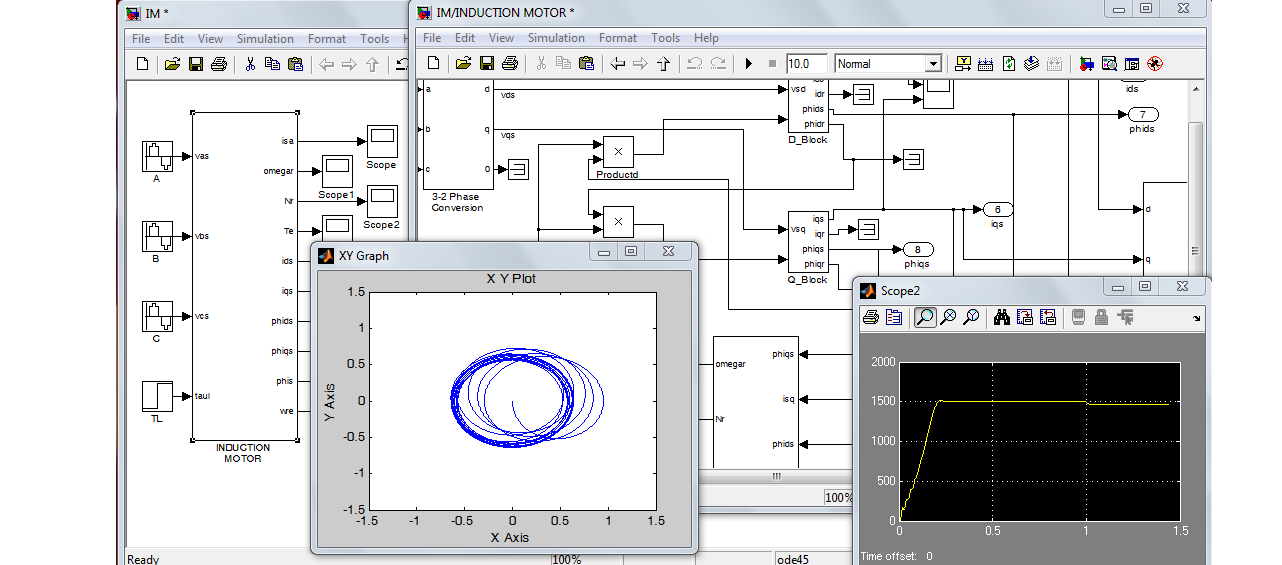 IM *
File Edit View Simulation Format Tools
vas
vbs
vcs
taul
A
B
C
TL
isa
omegar
Nr
Te
ids
iqs
phids
phiqs
phis
wre
INDUCTION
MOTOR
Scope
Scope1
Scope2
Ready
100%
ode45
IM/INDUCTION MOTOR *
File Edit View Simulation Format Tools Help
10.0
Normal
a
b
c
d
q
0
3-2 Phase
Conversion
vds
vqs
Productd
vsd
idr
phids
phidr
D_Block
ids
7
phids
6
iqs
vsq
iqs
iqr
phiqs
phiqr
Q_Block
8
phiqs
d
q
omegar
Nr
phiqs
isq
phids
100%
XY Graph
X Y Plot
1.5
1
0.5
0
-0.5
-1
-1.5
Y Axis
-1.5 -1 -0.5 0 0.5 1 1.5
X Axis
Scope2
2000
1500
1000
500
0
0 0.5 1 1.5
Time offset: 0